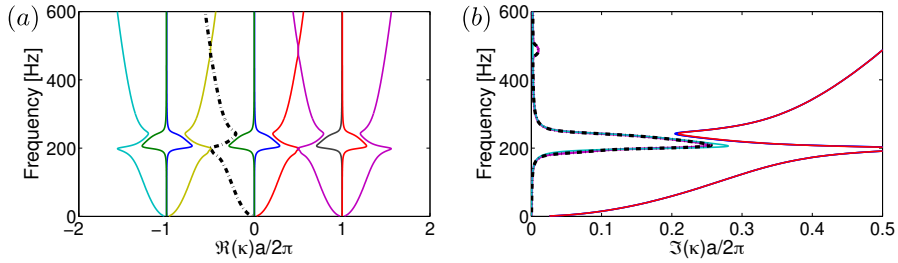 (a)
Frequency [Hz]
600
400
200
0
−2 −1 0 1 2
ℜ(κ)a/2π
(b)
Frequency [Hz]
600
400
200
0
0 0.1 0.2 0.3 0.4 0.5
ℑ(κ)a/2π